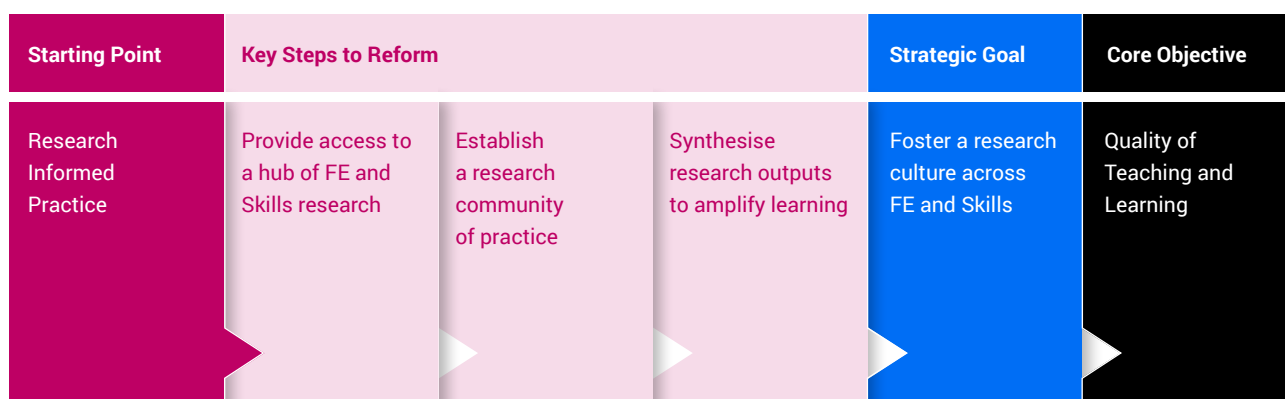 Starting Point
Key Steps to Reform
Strategic Goal
Core Objective
Research
Informed
Practice
Provide access to
a hub of FE and
Skills research
Establish
a research
community
of practice
Synthesise
research outputs
to amplify learning
Foster a research
culture across
FE and Skills
Quality of
Teaching and
Learning